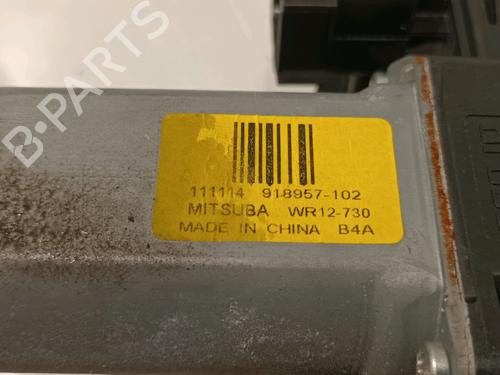 B-PARTS
111114 918957-102
MITSUBA WR12-730
MADE IN CHINA B4A